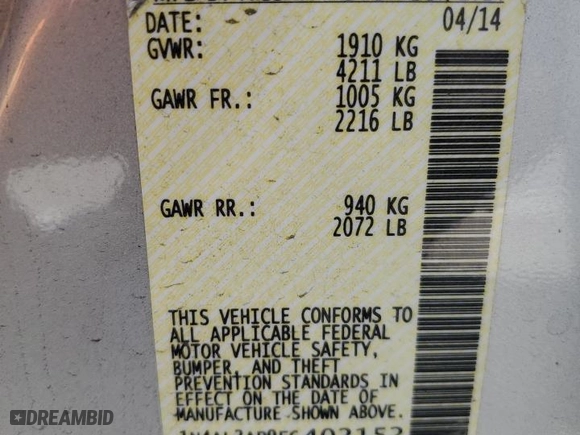 DATE: 04/14
GVWR: 1910 KG
4211 LB
GAWR FR.: 1005 KG
2216 LB
GAWR RR.: 940 KG
2072 LB
THIS VEHICLE CONFORMS TO
ALL APPLICABLE FEDERAL
MOTOR VEHICLE SAFETY,
BUMPER, AND THEFT
PREVENTION STANDARDS IN
EFFECT ON THE DATE OF
MANUFACTURE SHOWN ABOVE.
DREAMBID